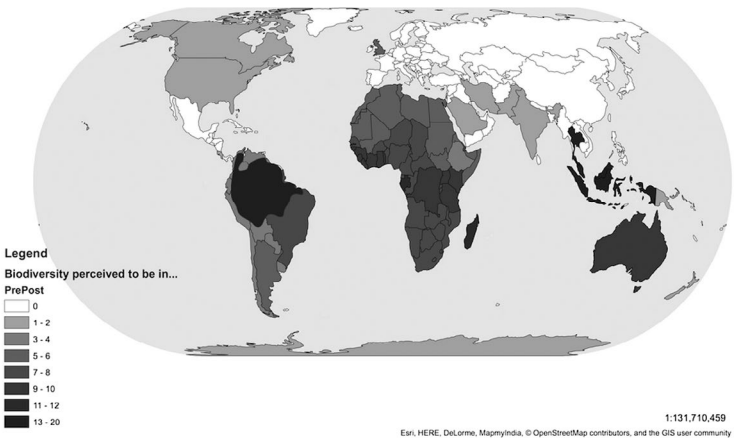 Legend
Biodiversity perceived to be in...
PrePost
0
1 - 2
3 - 4
5 - 6
7 - 8
9 - 10
11 - 12
13 - 20
1:131,710,459
Esri, HERE, DeLorme, MapmyIndia, © OpenStreetMap contributors, and the GIS user community